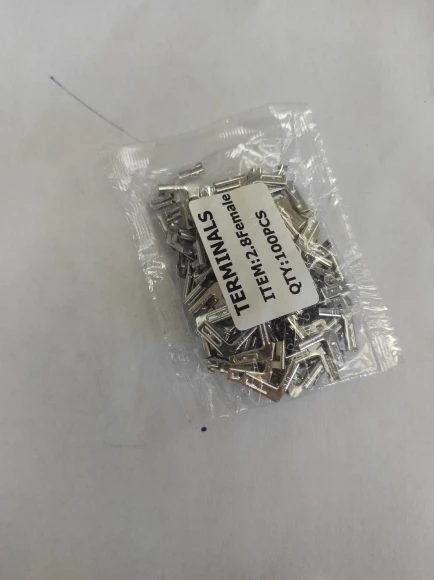 TERMINALS
ITEM:2.8Female
QTY:100PCS